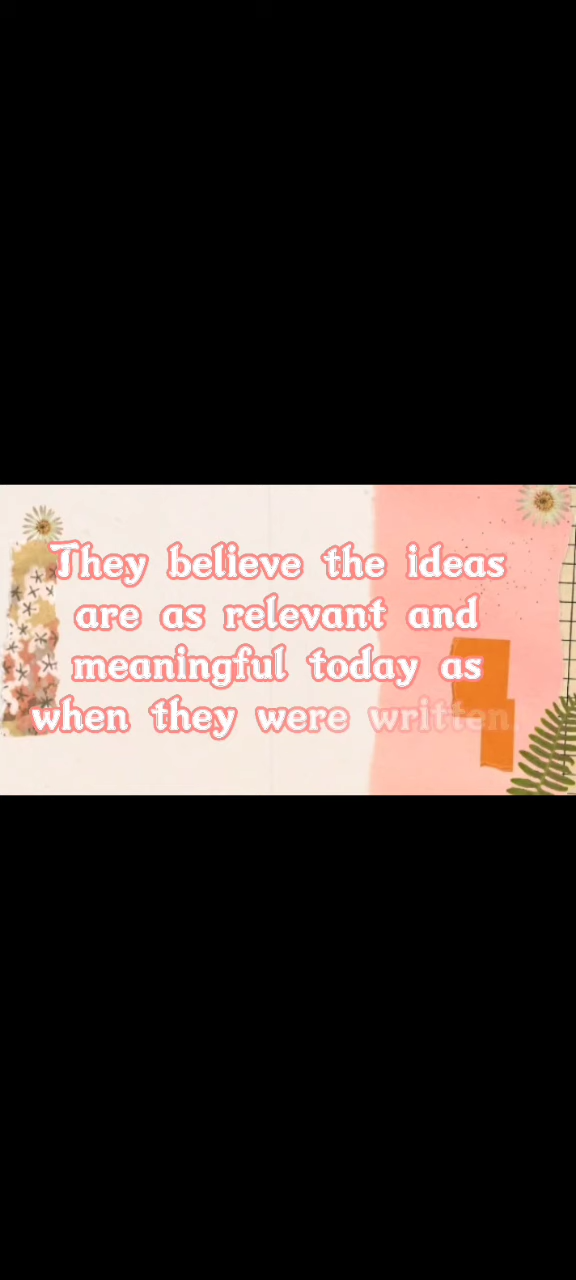 They believe the ideas
are as relevant and
meaningful today as
when they were written.